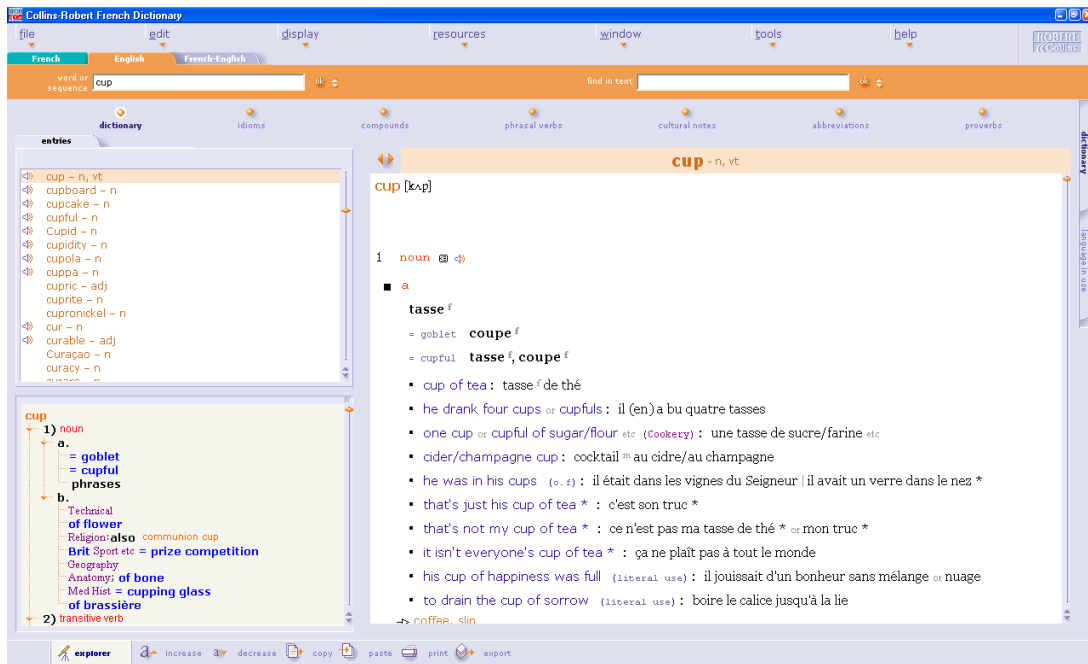 Collins-Robert French Dictionary
file edit display resources window tools help
ROBERT
Collins
French English French-English
word or sequence cup ok find in text ok
dictionary idioms compounds phrasal verbs cultural notes abbreviations proverbs
entries
cup – n, vt
cupboard – n
cupcake – n
cupful – n
Cupid – n
cupidity – n
cupola – n
cuppa – n
cupric – adj
cuprite – n
cupronickel – n
cur – n
curable – adj
Curaçao – n
curacy – n
curare – n
cup
1) noun
a.
= goblet
= cupful
phrases
b.
Technical
of flower
Religion: also communion cup
Brit Sport etc = prize competition
Geography
Anatomy; of bone
Med Hist = cupping glass
of brassière
2) transitive verb
cup - n, vt
cup [kʌp]
1 noun
a
tasse f
= goblet coupe f
= cupful tasse f, coupe f
cup of tea : tasse f de thé
he drank four cups or cupfuls : il (en) a bu quatre tasses
one cup or cupful of sugar/flour etc (Cookery) : une tasse de sucre/farine etc
cider/champagne cup : cocktail m au cidre/au champagne
he was in his cups (o.f) : il était dans les vignes du Seigneur | il avait un verre dans le nez *
that's just his cup of tea * : c'est son truc *
that's not my cup of tea * : ce n'est pas ma tasse de thé * or mon truc *
it isn't everyone's cup of tea * : ça ne plaît pas à tout le monde
his cup of happiness was full (literal use) : il jouissait d'un bonheur sans mélange or nuage
to drain the cup of sorrow (literal use) : boire le calice jusqu'à la lie
coffee, slip
dictionary
language in use
explorer a increase a decrease copy paste print export